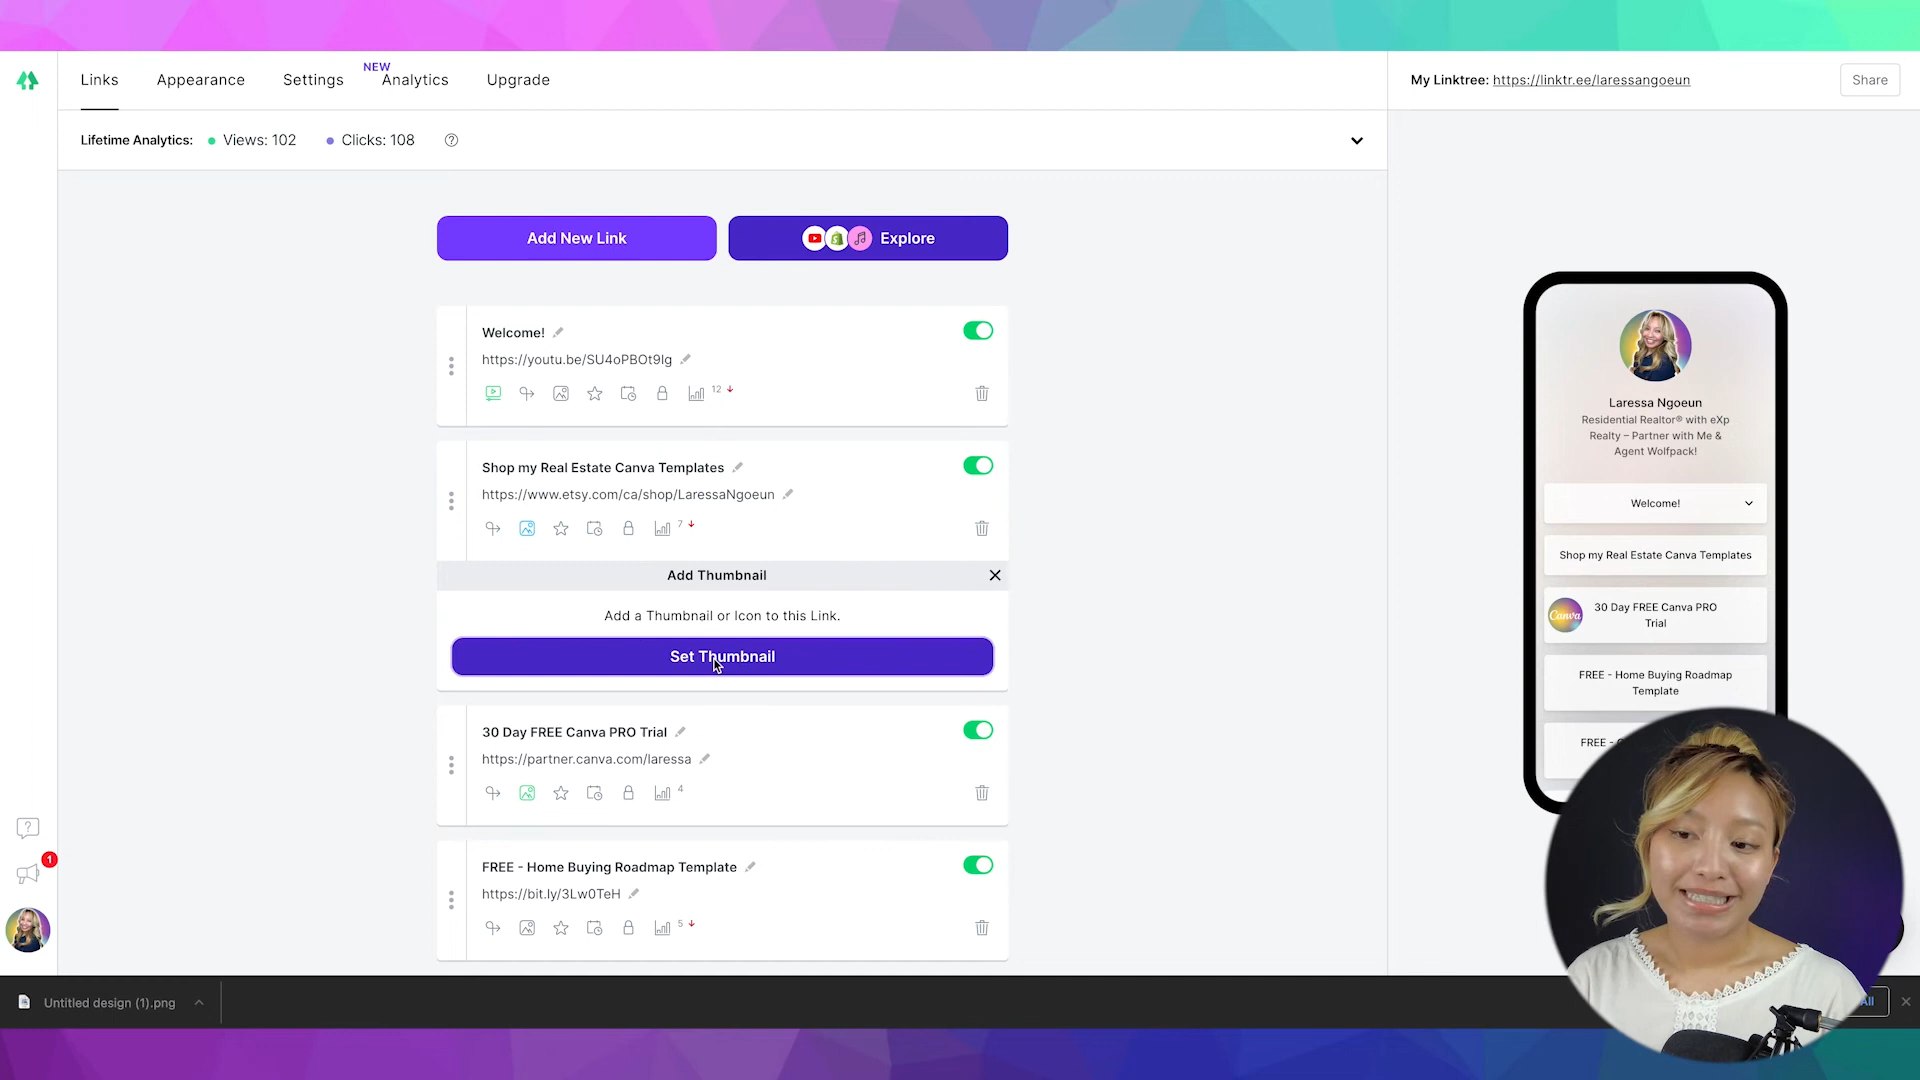 Links
Appearance
Settings
NEW
Analytics
Upgrade
My Linktree: https://linktr.ee/laressangoeun
Share
Lifetime Analytics:
Views: 102
Clicks: 108
?
Add New Link
Explore
Welcome!
https://youtu.be/SU4oPBOt9Ig
12
Shop my Real Estate Canva Templates
https://www.etsy.com/ca/shop/LaressaNgoeun
7
Add Thumbnail
Add a Thumbnail or Icon to this Link.
Set Thumbnail
30 Day FREE Canva PRO Trial
https://partner.canva.com/laressa
4
FREE - Home Buying Roadmap Template
https://bit.ly/3Lw0TeH
5
Laressa Ngoeun
Residential Realtor® with eXp
Realty – Partner with Me &
Agent Wolfpack!
Welcome!
Shop my Real Estate Canva Templates
Canva
30 Day FREE Canva PRO
Trial
FREE - Home Buying Roadmap
Template
FREE -
?
1
Untitled design (1).png
All